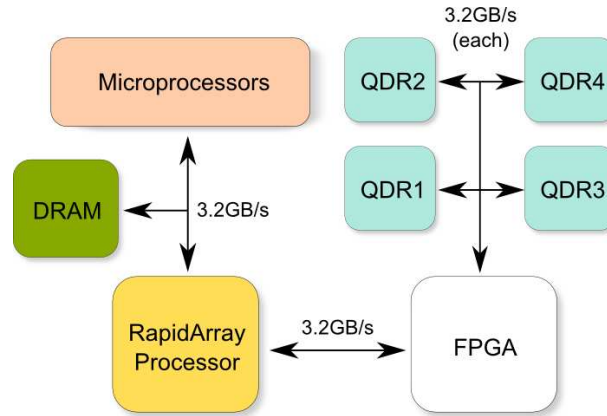 3.2GB/s
(each)
Microprocessors
QDR2
QDR4
DRAM
3.2GB/s
QDR1
QDR3
RapidArray
Processor
3.2GB/s
FPGA